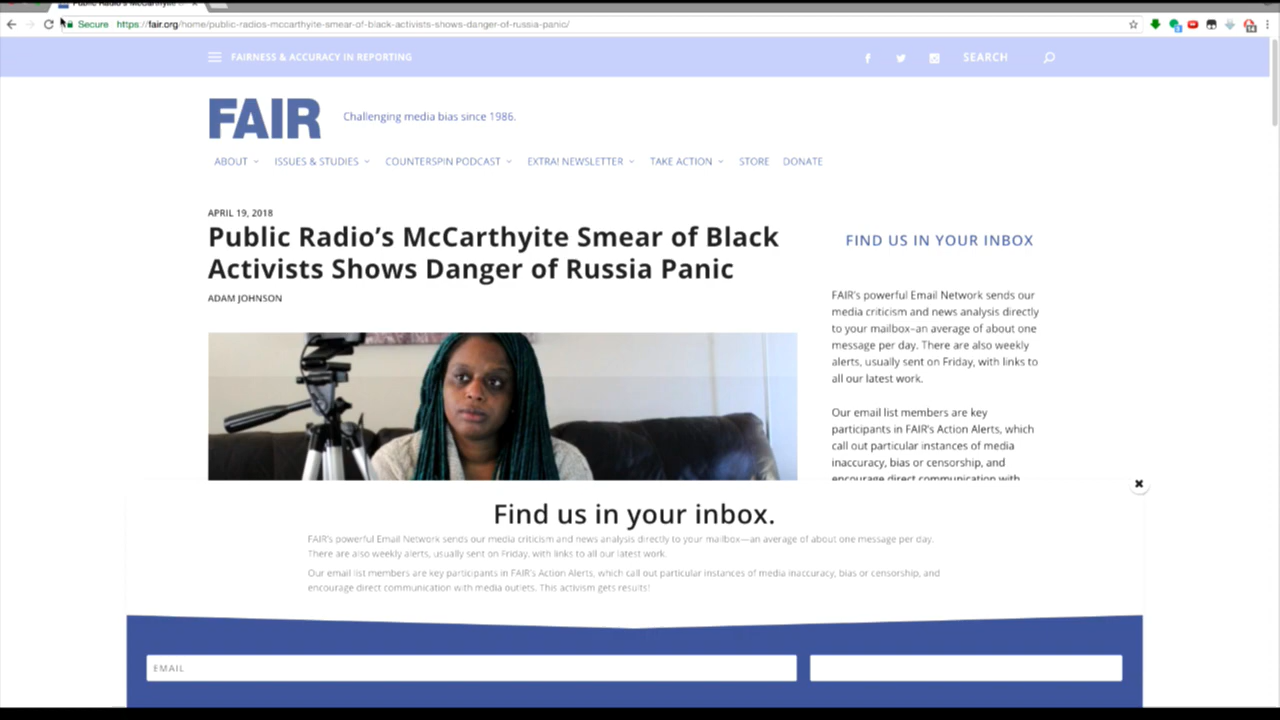 Public Radio's McCarthyite S
Secure https://fair.org/home/public-radios-mccarthyite-smear-of-black-activists-shows-danger-of-russia-panic/
FAIRNESS & ACCURACY IN REPORTING
SEARCH
FAIR
Challenging media bias since 1986.
ABOUT ISSUES & STUDIES COUNTERSPIN PODCAST EXTRA! NEWSLETTER TAKE ACTION STORE DONATE
APRIL 19, 2018
Public Radio's McCarthyite Smear of Black
Activists Shows Danger of Russia Panic
ADAM JOHNSON
FIND US IN YOUR INBOX
FAIR's powerful Email Network sends our
media criticism and news analysis directly
to your mailbox–an average of about one
message per day. There are also weekly
alerts, usually sent on Friday, with links to
all our latest work.
Our email list members are key
participants in FAIR's Action Alerts, which
call out particular instances of media
inaccuracy, bias or censorship, and
encourage direct communication with
Find us in your inbox.
FAIR's powerful Email Network sends our media criticism and news analysis directly to your mailbox—an average of about one message per day.
There are also weekly alerts, usually sent on Friday, with links to all our latest work.
Our email list members are key participants in FAIR's Action Alerts, which call out particular instances of media inaccuracy, bias or censorship, and
encourage direct communication with media outlets. This activism gets results!
EMAIL